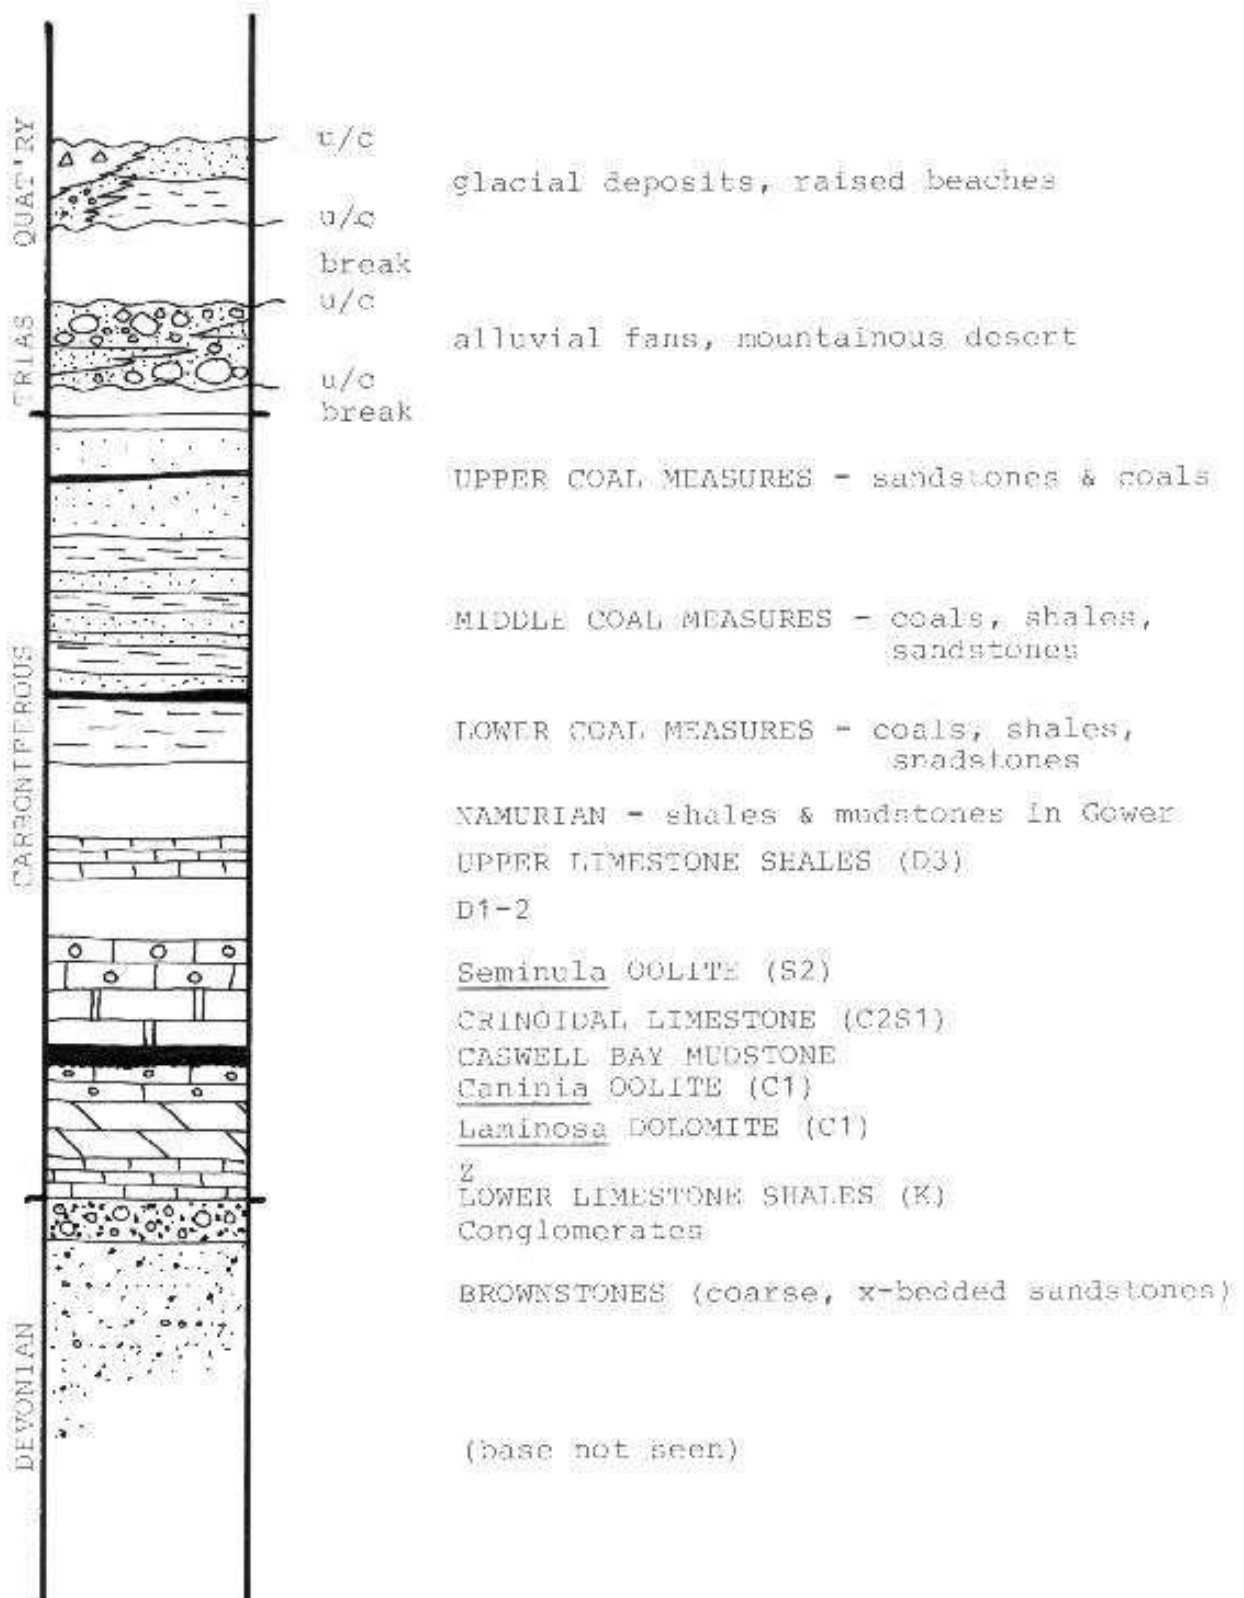 QUAT'RY
u/c
glacial deposits, raised beaches
u/c
break
u/c
TRIAS
alluvial fans, mountainous desert
u/c
break
CARBONIFEROUS
UPPER COAL MEASURES - sandstones & coals
MIDDLE COAL MEASURES - coals, shales,
sandstones
LOWER COAL MEASURES - coals, shales,
snadstones
NAMURIAN - shales & mudstones in Gower
UPPER LIMESTONE SHALES (D3)
D1-2
Seminula OOLITE (S2)
CRINOIDAL LIMESTONE (C2S1)
CASWELL BAY MUDSTONE
Caninia OOLITE (C1)
Laminosa DOLOMITE (C1)
Z
LOWER LIMESTONE SHALES (K)
Conglomerates
DEVONIAN
BROWNSTONES (coarse, x-bedded sandstones)
(base not seen)